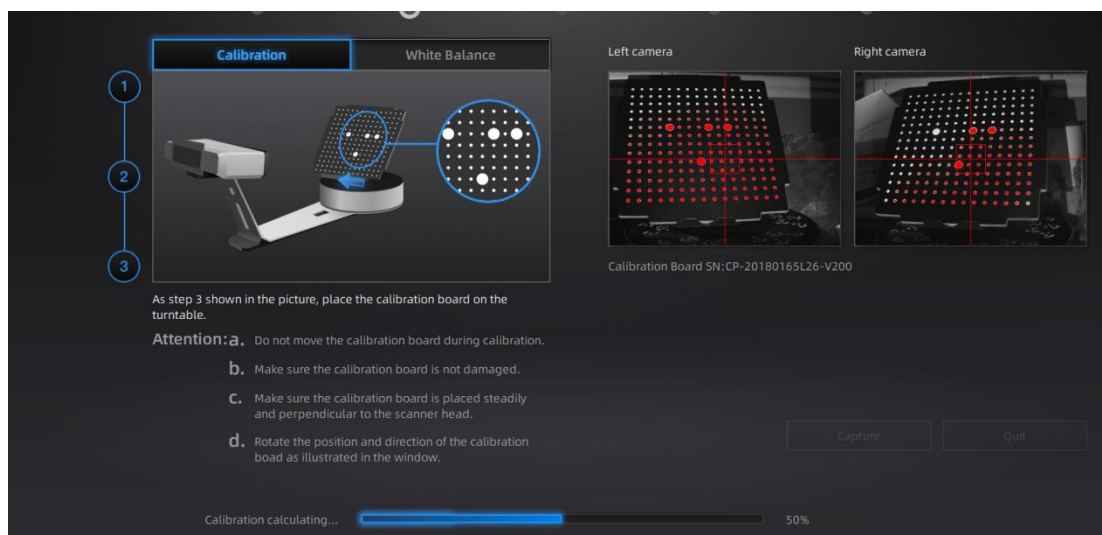 Calibration
White Balance
Left camera
Right camera
1
2
3
Calibration Board SN:CP-20180165L26-V200
As step 3 shown in the picture, place the calibration board on the
turntable.
Attention: a. Do not move the calibration board during calibration.
b. Make sure the calibration board is not damaged.
c. Make sure the calibration board is placed steadily
and perpendicular to the scanner head.
d. Rotate the position and direction of the calibration
boad as illustrated in the window.
Capture
Quit
Calibration calculating...
50%